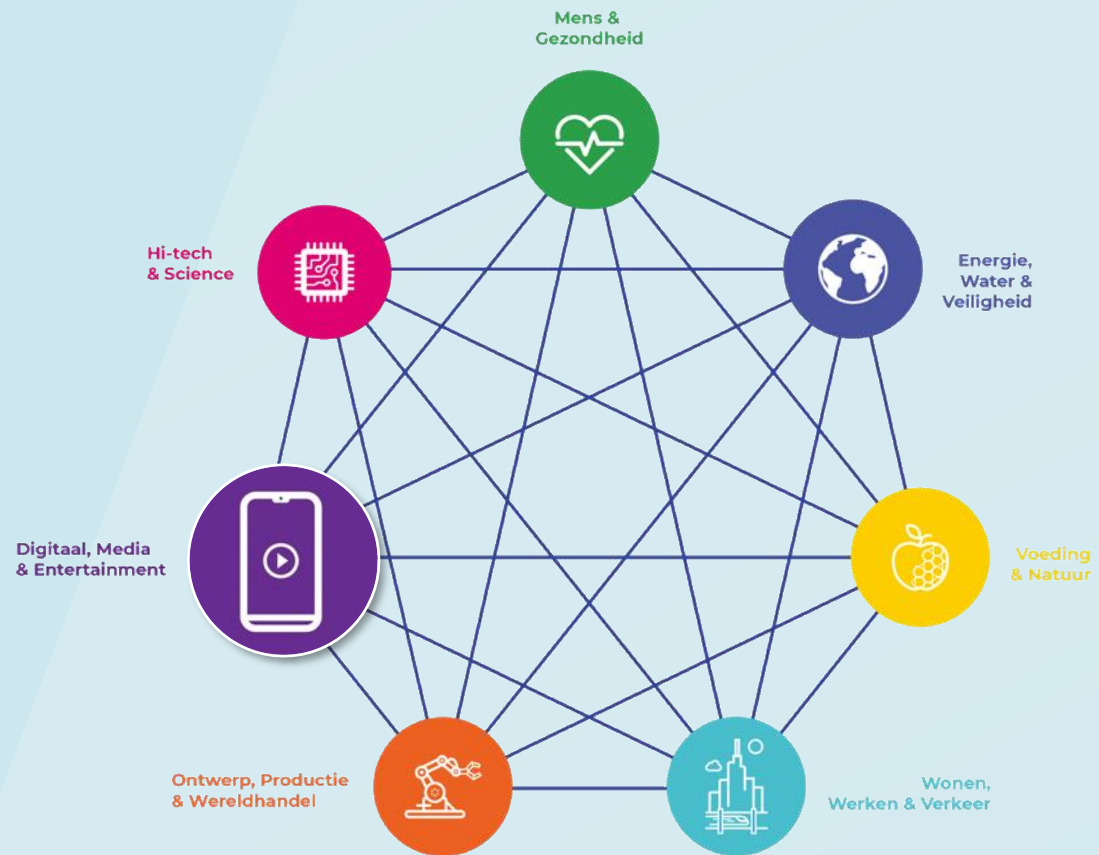 Mens &
Gezondheid
Hi-tech
& Science
Energie,
Water &
Veiligheid
Digitaal, Media
& Entertainment
Voeding
& Natuur
Ontwerp, Productie
& Wereldhandel
Wonen,
Werken & Verkeer